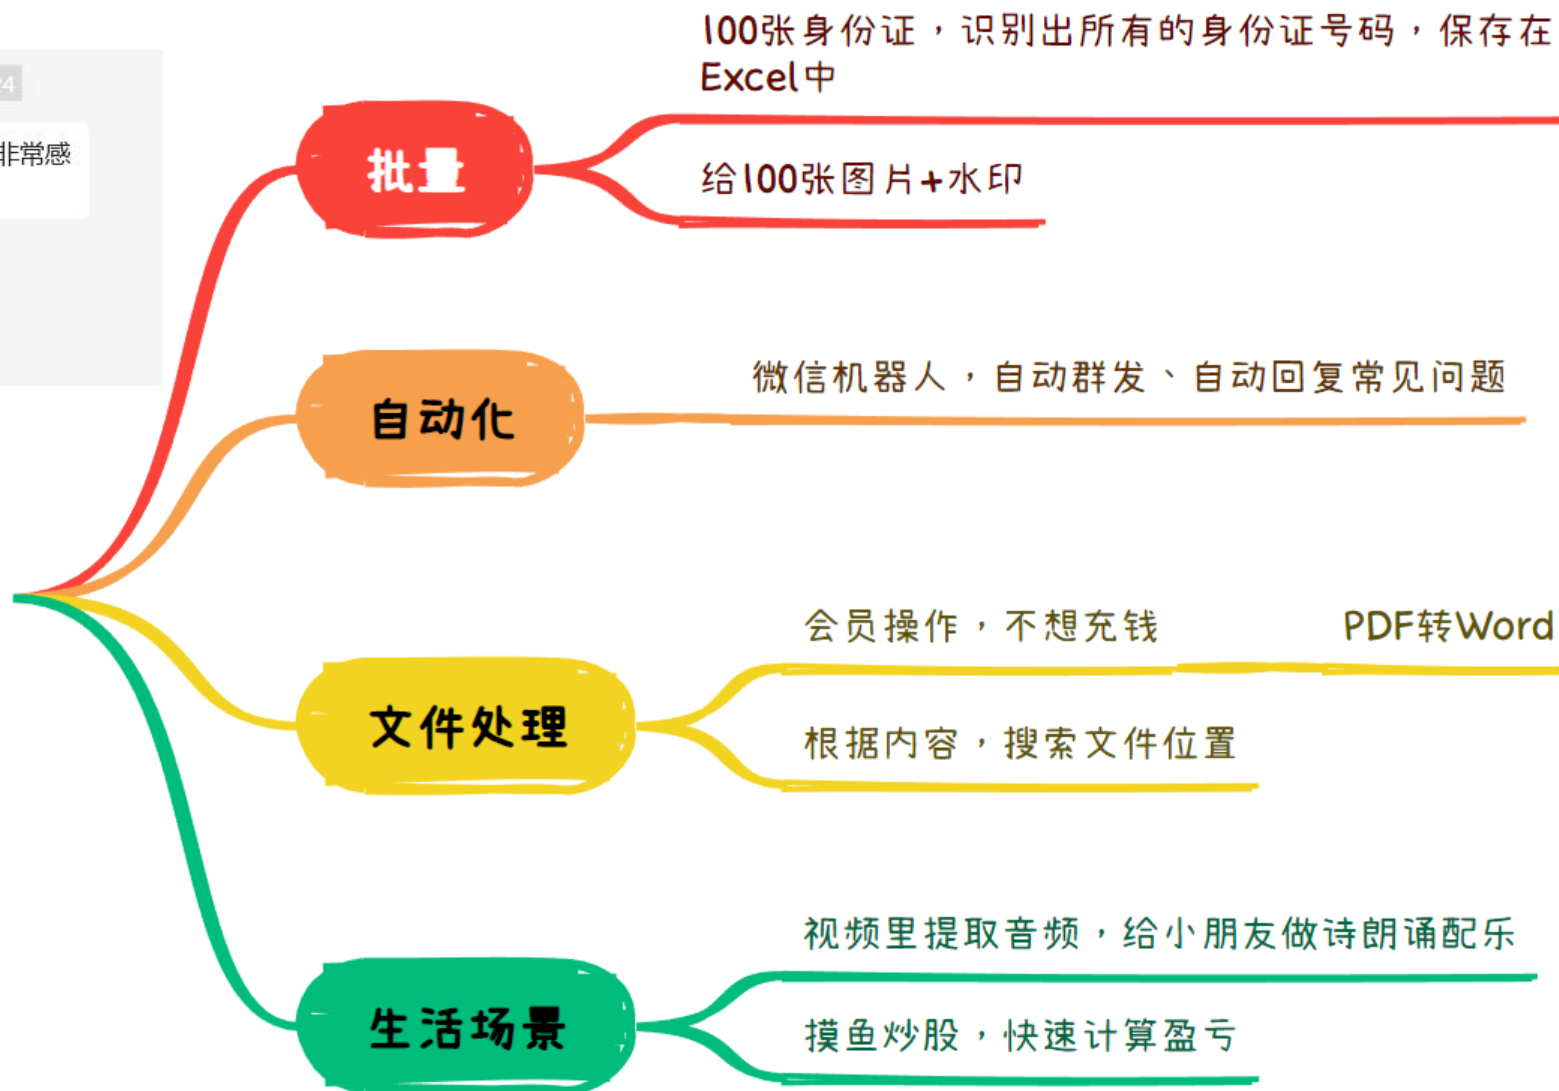 24
非常感
100张身份证，识别出所有的身份证号码，保存在
Excel中
批量
给100张图片+水印
自动化
微信机器人，自动群发、自动回复常见问题
文件处理
会员操作，不想充钱
PDF转Word
根据内容，搜索文件位置
生活场景
视频里提取音频，给小朋友做诗朗诵配乐
摸鱼炒股，快速计算盈亏